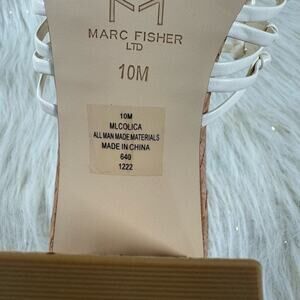 MARC FISHER
LTD
10M
10M
MLCOLICA
ALL MAN MADE MATERIALS
MADE IN CHINA
640
1222